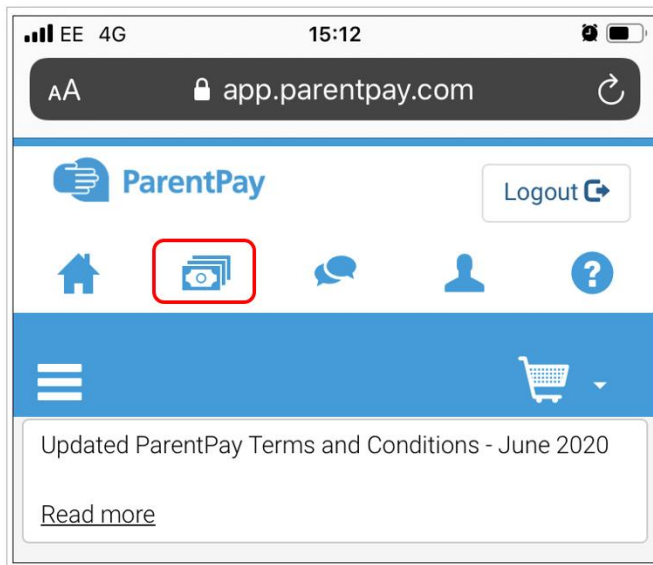 EE 4G 15:12
AA app.parentpay.com
ParentPay Logout
?
Updated ParentPay Terms and Conditions - June 2020
Read more